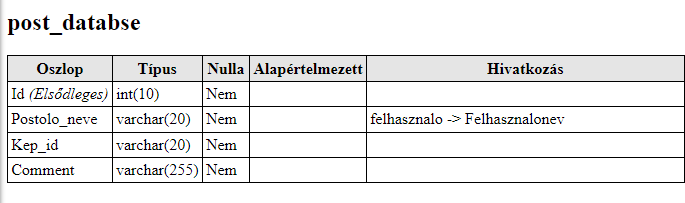 post_databse
Oszlop Típus Nulla Alapértelmezett Hivatkozás
Id (Elsődleges) int(10) Nem
Postolo_neve varchar(20) Nem felhasznalo -> Felhasznalonev
Kep_id varchar(20) Nem
Comment varchar(255) Nem